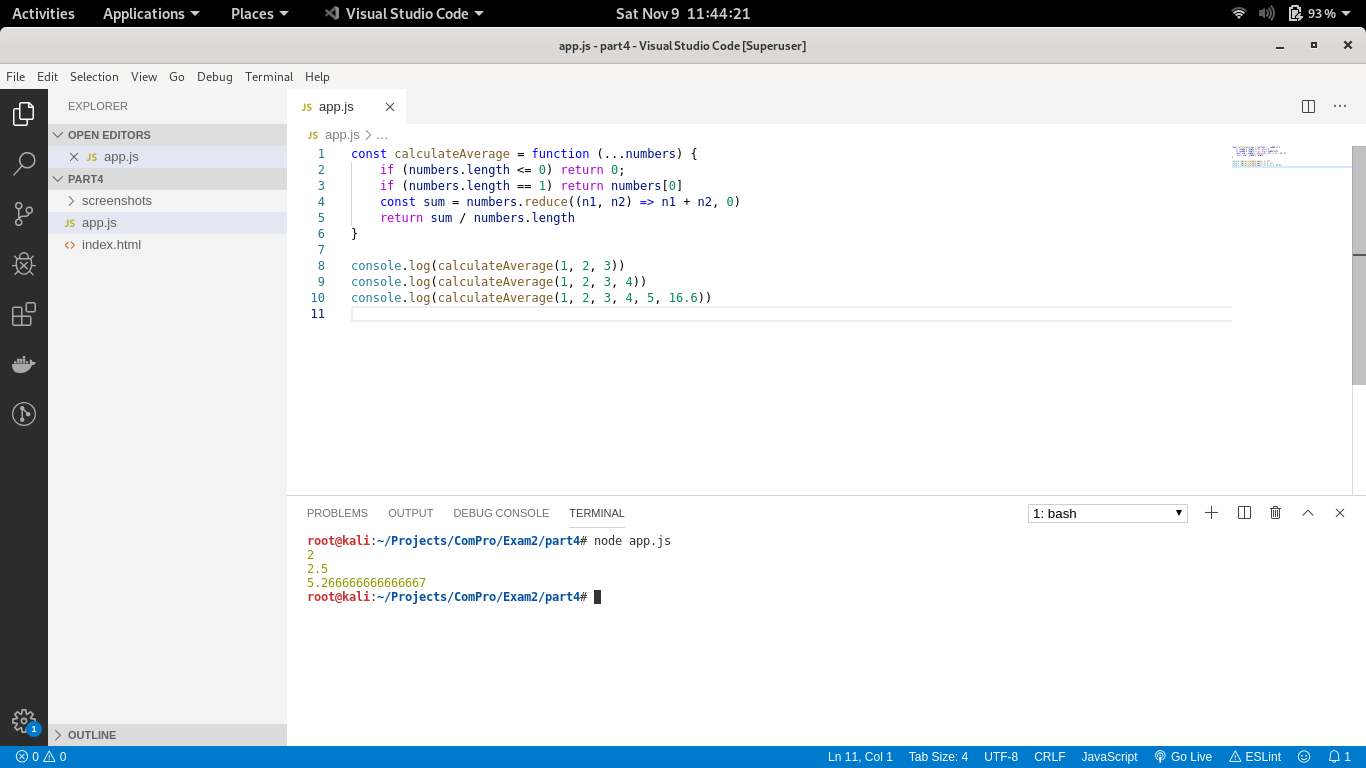 Activities Applications Places Visual Studio Code Sat Nov 9 11:44:21 93 %
app.js - part4 - Visual Studio Code [Superuser]
File Edit Selection View Go Debug Terminal Help
EXPLORER
OPEN EDITORS
JS app.js
PART4
screenshots
JS app.js
<> index.html
OUTLINE
1
JS app.js
JS app.js > ...
1 const calculateAverage = function (...numbers) {
2     if (numbers.length <= 0) return 0;
3     if (numbers.length == 1) return numbers[0]
4     const sum = numbers.reduce((n1, n2) => n1 + n2, 0)
5     return sum / numbers.length
6 }
7
8 console.log(calculateAverage(1, 2, 3))
9 console.log(calculateAverage(1, 2, 3, 4))
10 console.log(calculateAverage(1, 2, 3, 4, 5, 16.6))
11
PROBLEMS OUTPUT DEBUG CONSOLE TERMINAL 1: bash
root@kali:~/Projects/ComPro/Exam2/part4# node app.js
2
2.5
5.266666666666667
root@kali:~/Projects/ComPro/Exam2/part4#
0 0 Ln 11, Col 1 Tab Size: 4 UTF-8 CRLF JavaScript Go Live ESLint 1